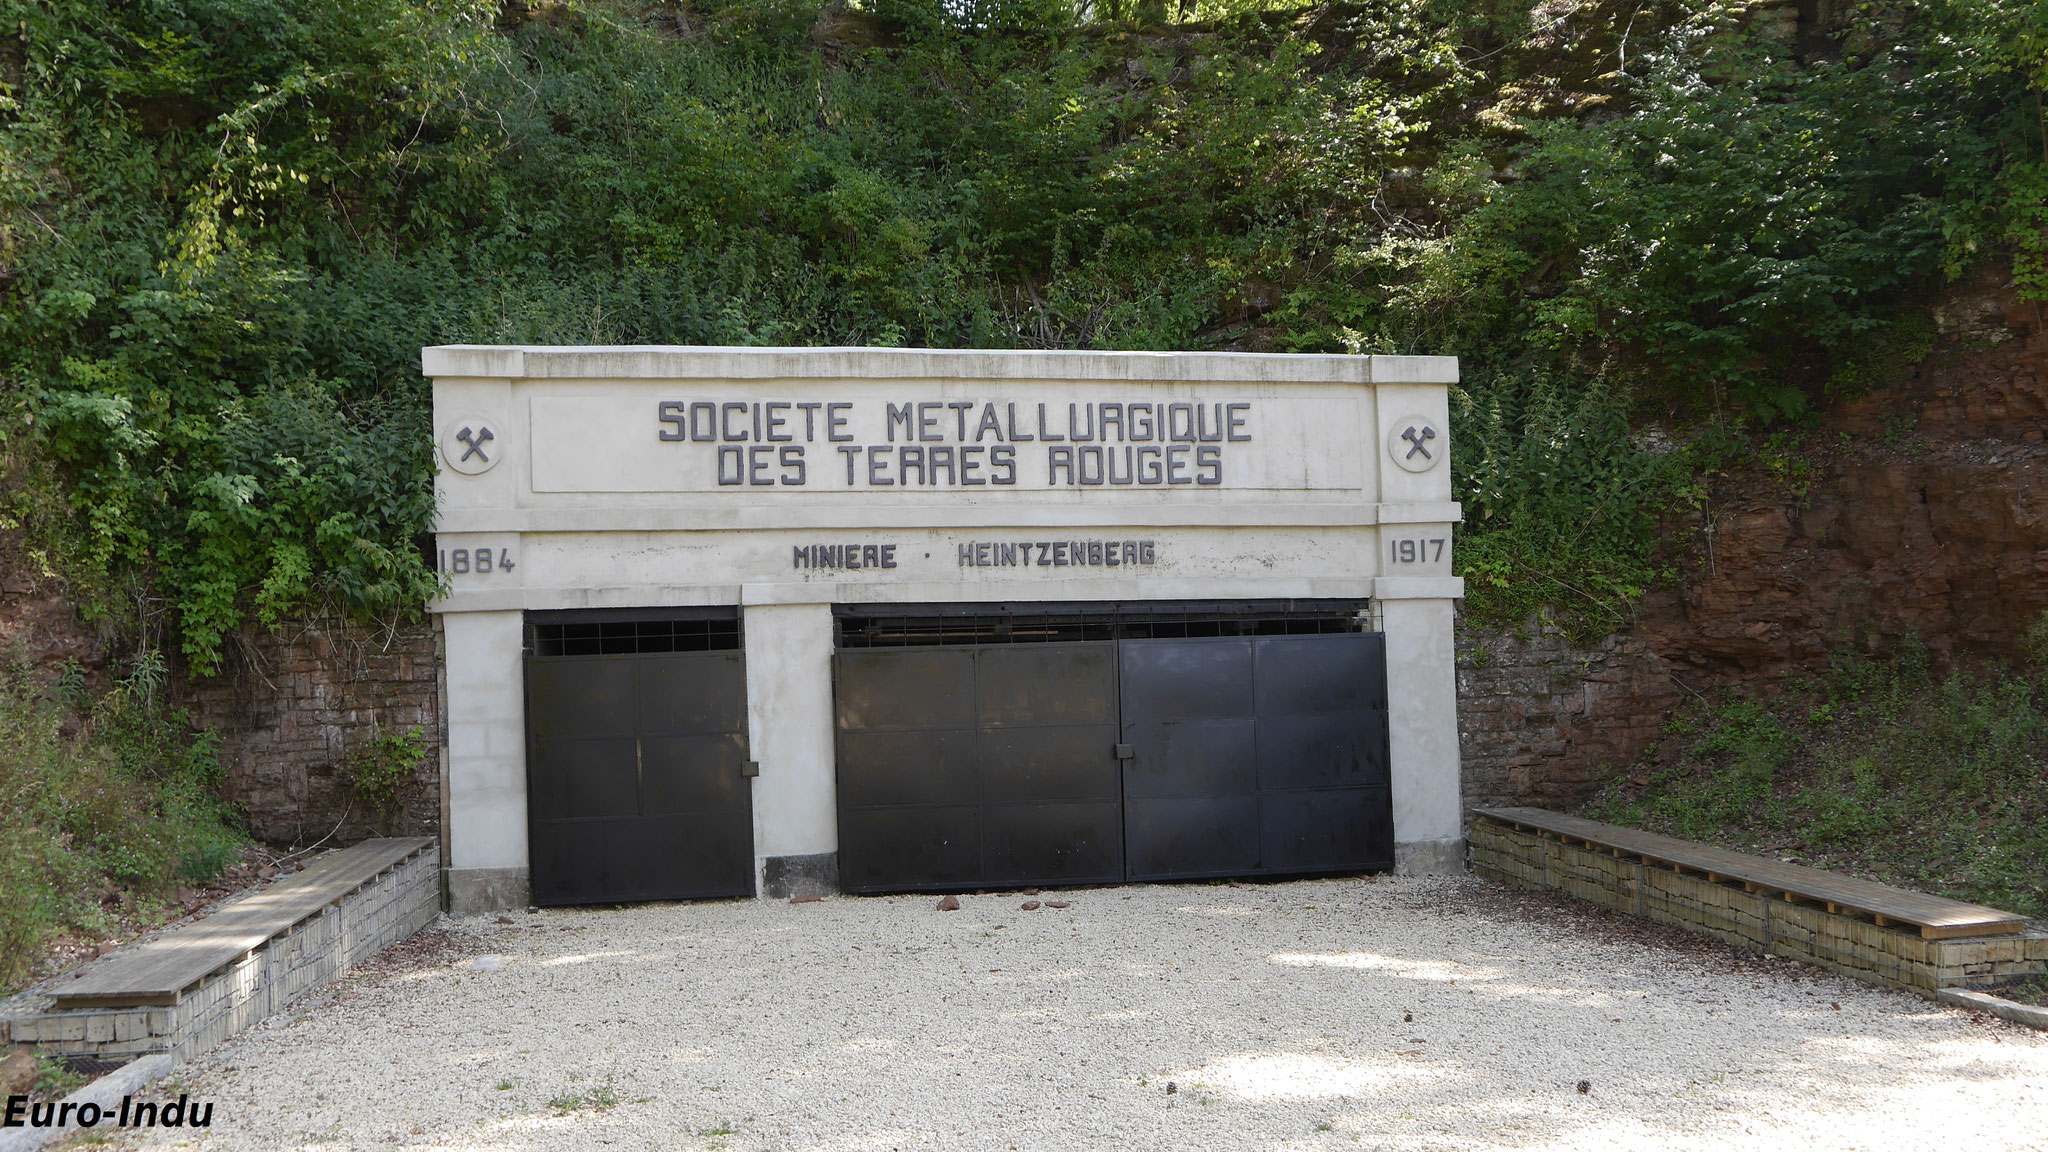 SOCIETE METALLURGIQUE
DES TERRES ROUGES
1884 MINIERE · HEINTZENBERG 1917
Euro-Indu